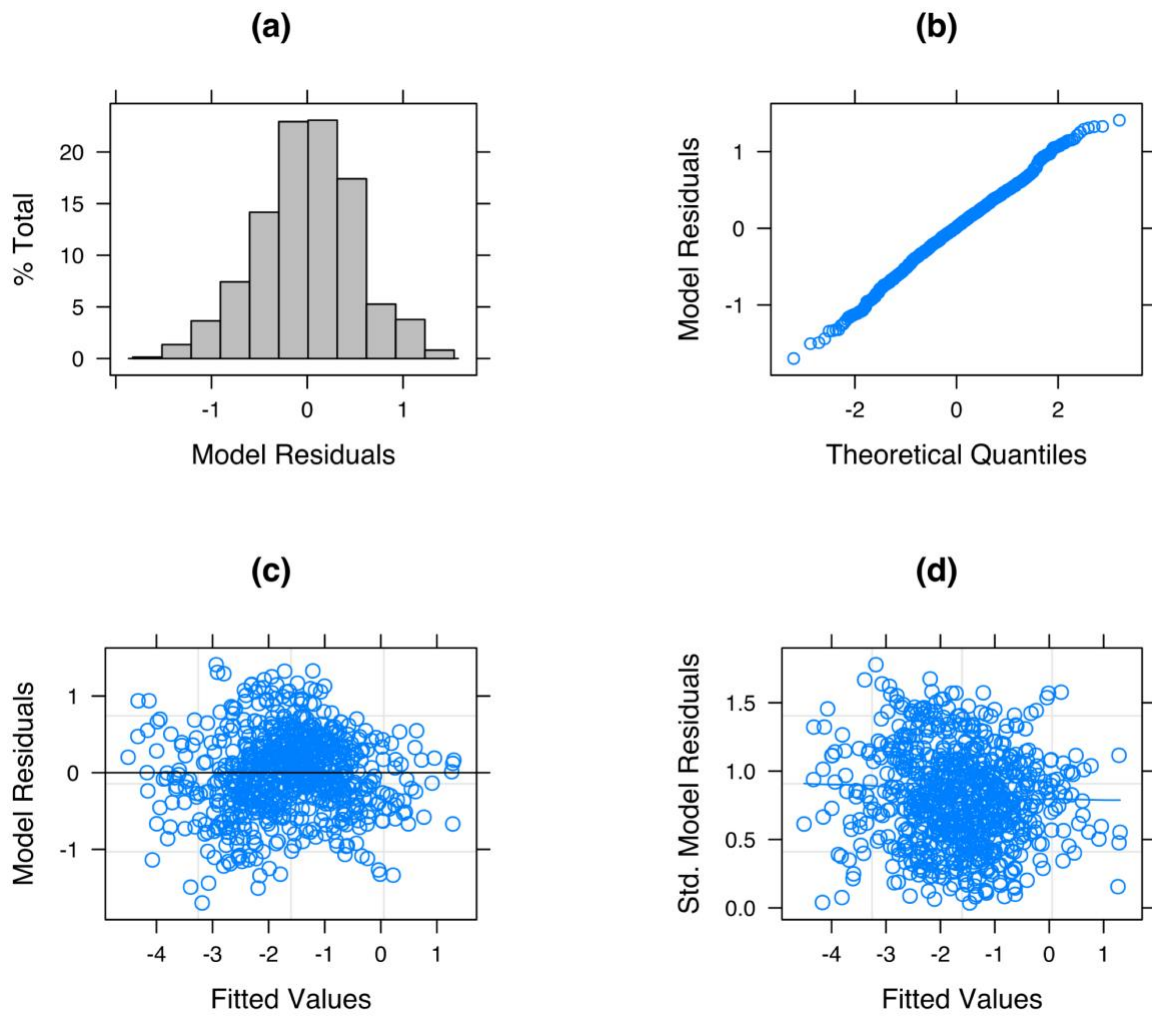 (a)
(b)
% Total
20
15
10
5
0
-1 0 1
Model Residuals
Model Residuals
1
0
-1
-2 0 2
Theoretical Quantiles
(c)
(d)
Model Residuals
1
0
-1
-4 -3 -2 -1 0 1
Fitted Values
Std. Model Residuals
1.5
1.0
0.5
0.0
-4 -3 -2 -1 0 1
Fitted Values